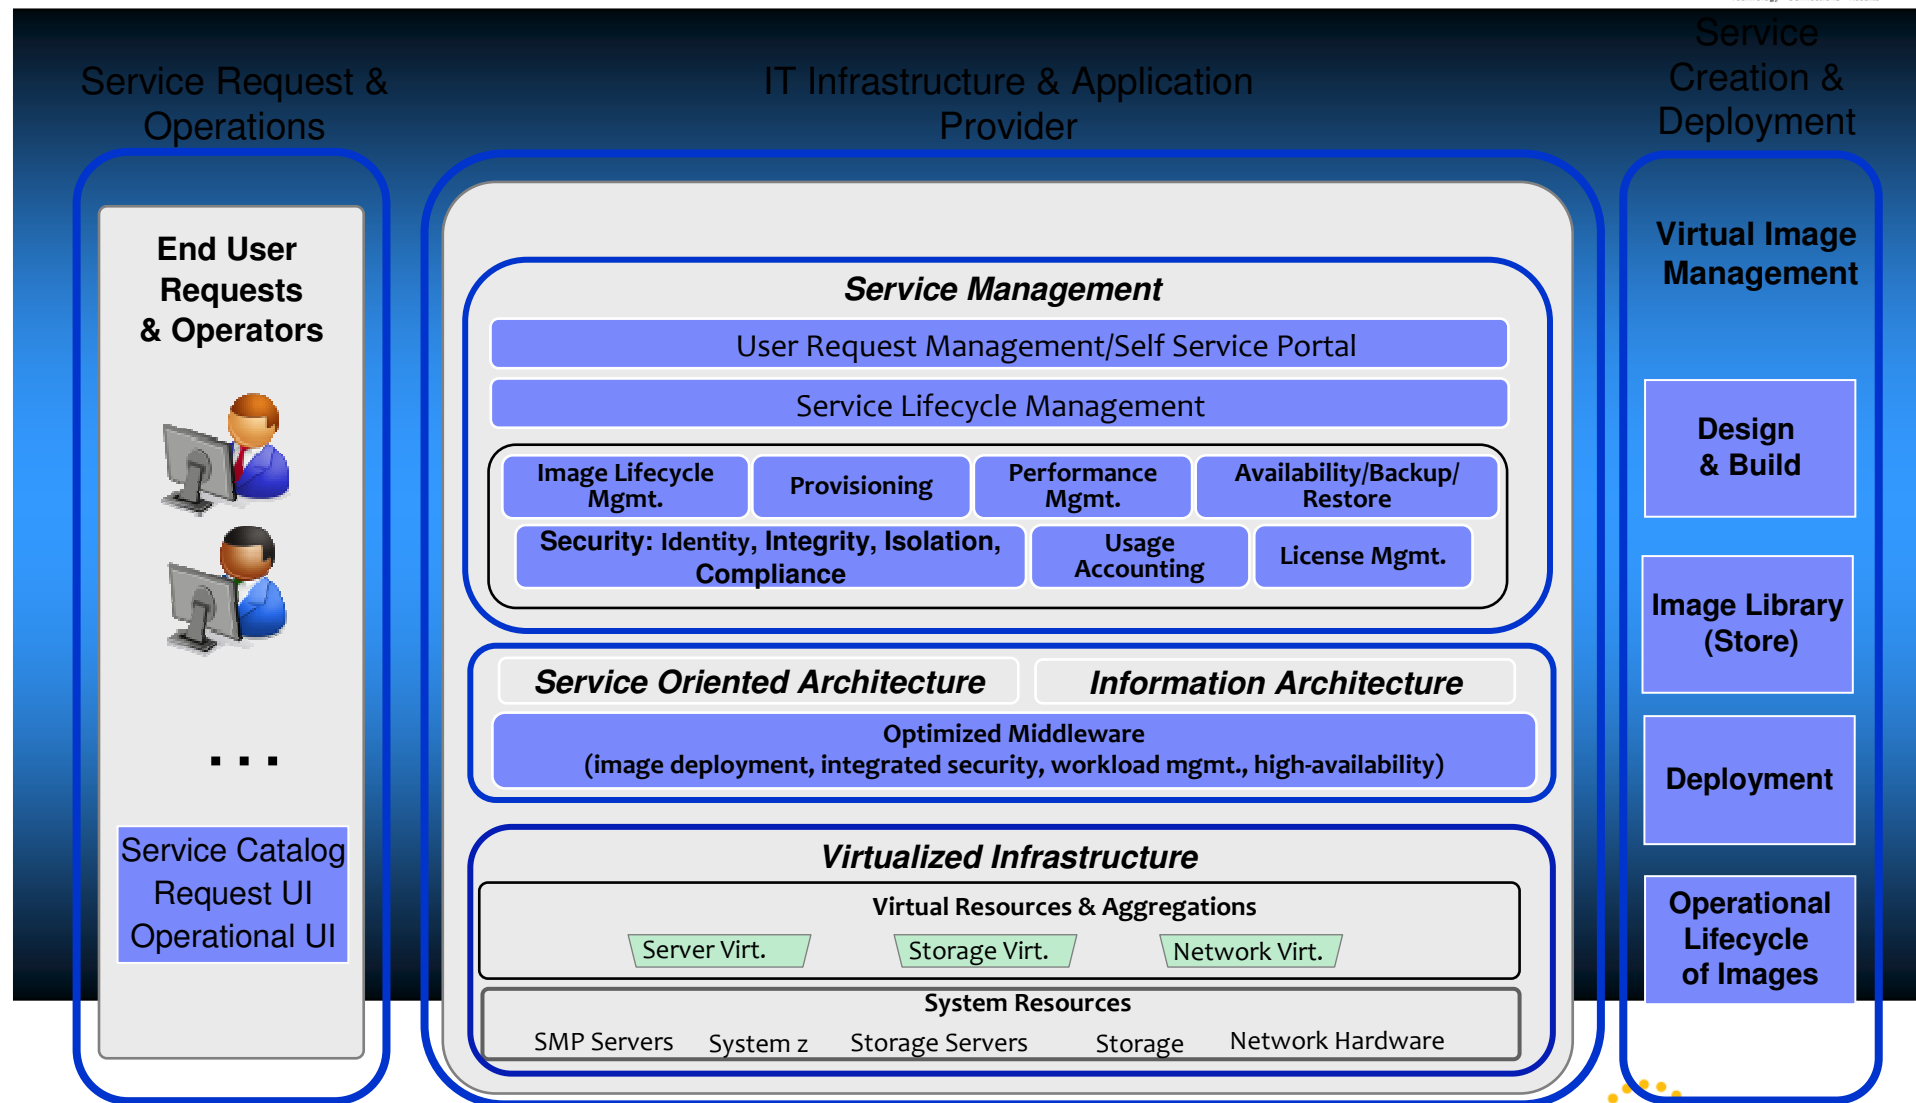 Service Request &
Operations
IT Infrastructure & Application
Provider
Service
Creation &
Deployment
End User
Requests
& Operators
. . .
Service Catalog
Request UI
Operational UI
Service Management
User Request Management/Self Service Portal
Service Lifecycle Management
Image Lifecycle
Mgmt.
Provisioning
Performance
Mgmt.
Availability/Backup/
Restore
Security: Identity, Integrity, Isolation,
Compliance
Usage
Accounting
License Mgmt.
Service Oriented Architecture
Information Architecture
Optimized Middleware
(image deployment, integrated security, workload mgmt., high-availability)
Virtualized Infrastructure
Virtual Resources & Aggregations
Server Virt.
Storage Virt.
Network Virt.
System Resources
SMP Servers
System z
Storage Servers
Storage
Network Hardware
Virtual Image
Management
Design
& Build
Image Library
(Store)
Deployment
Operational
Lifecycle
of Images